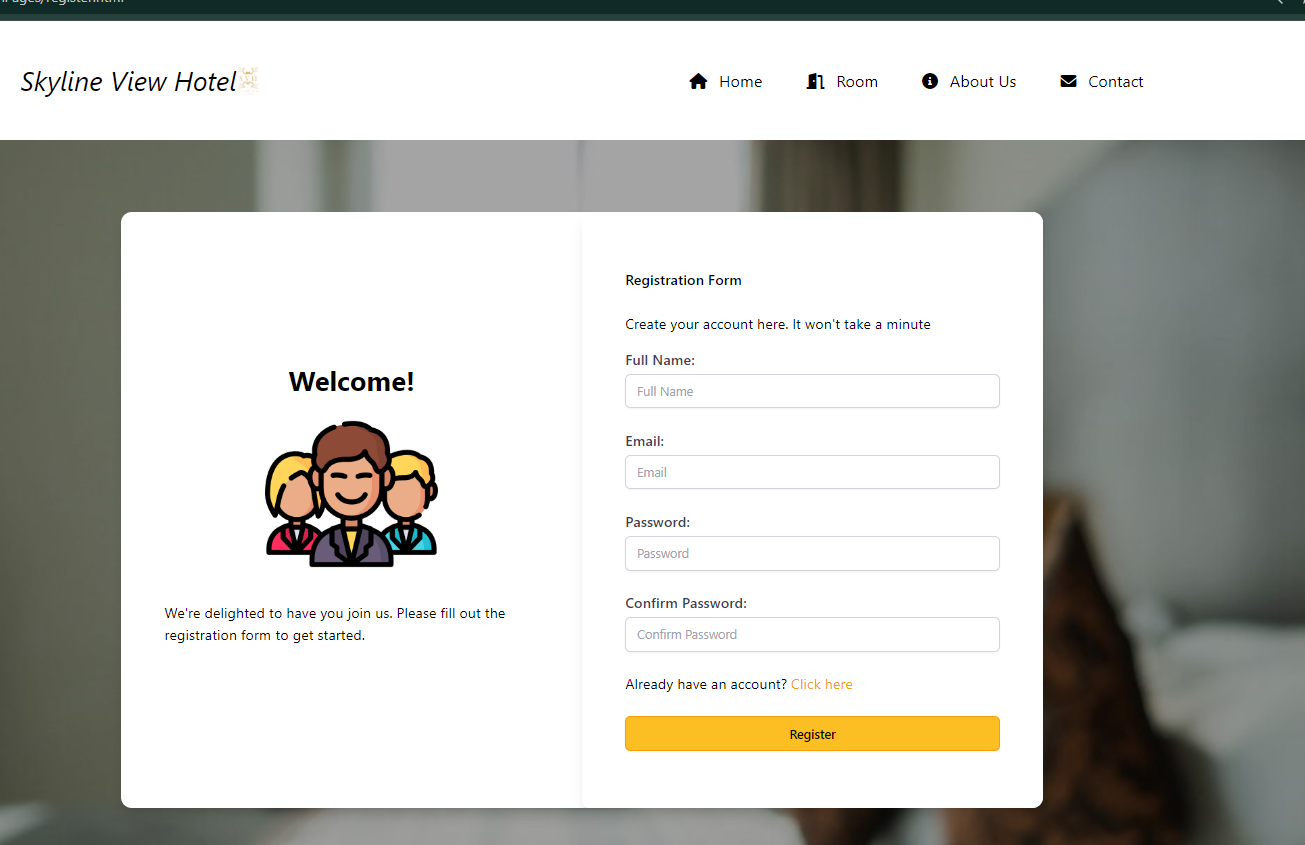 Skyline View Hotel
Home Room About Us Contact
Welcome!
We're delighted to have you join us. Please fill out the
registration form to get started.
Registration Form
Create your account here. It won't take a minute
Full Name:
Full Name
Email:
Email
Password:
Password
Confirm Password:
Confirm Password
Already have an account? Click here
Register